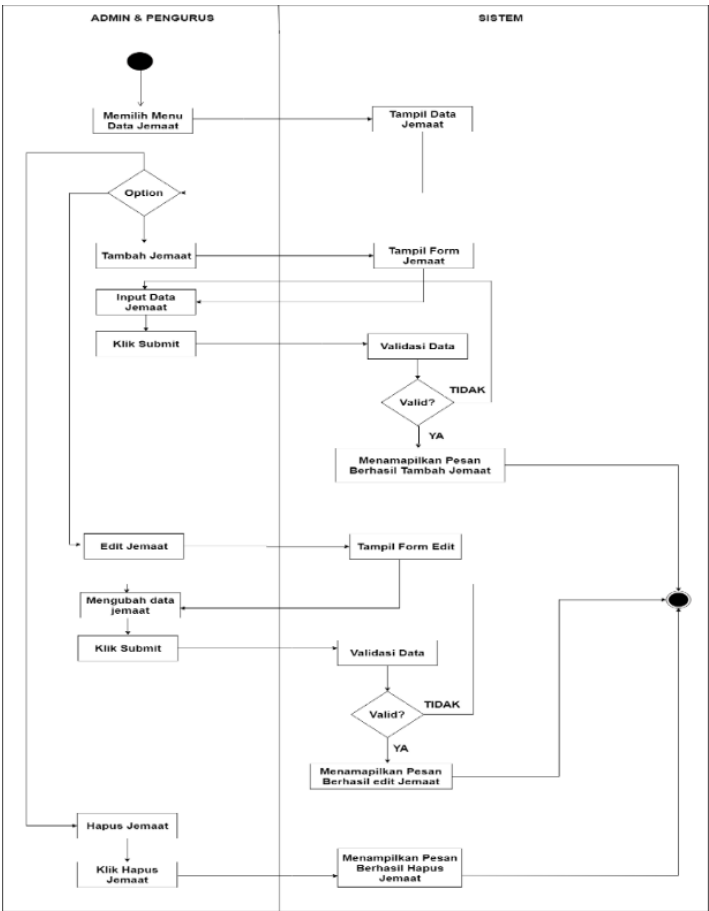 ADMIN & PENGURUS
SISTEM
Memilih Menu
Data Jemaat
Tampil Data
Jemaat
Option
Tambah Jemaat
Tampil Form
Jemaat
Input Data
Jemaat
Klik Submit
Validasi Data
Valid?
TIDAK
YA
Menamapilkan Pesan
Berhasil Tambah Jemaat
Edit Jemaat
Tampil Form Edit
Mengubah data
jemaat
Klik Submit
Validasi Data
Valid?
TIDAK
YA
Menamapilkan Pesan
Berhasil edit Jemaat
Hapus Jemaat
Klik Hapus
Jemaat
Menampilkan Pesan
Berhasil Hapus
Jemaat